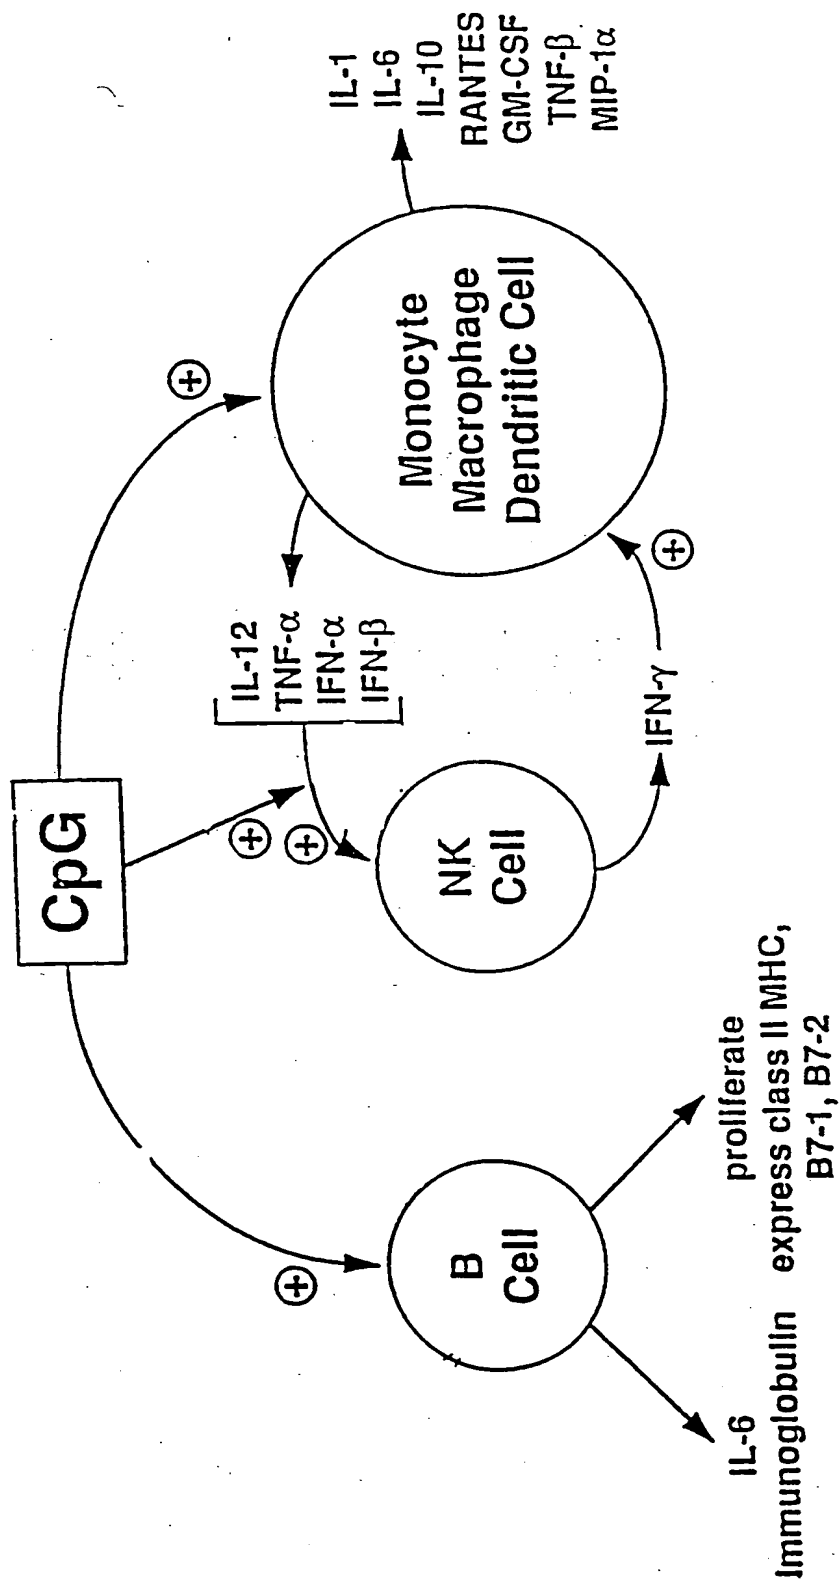 CpG
⊕
⊕
⊕
⊕
B
Cell
IL-6
Immunoglobulin
proliferate
express class II MHC,
B7-1, B7-2
NK
Cell
IL-12
TNF-α
IFN-α
IFN-β
IFN-γ
⊕
Monocyte
Macrophage
Dendritic Cell
IL-1
IL-6
IL-10
RANTES
GM-CSF
TNF-β
MIP-1α